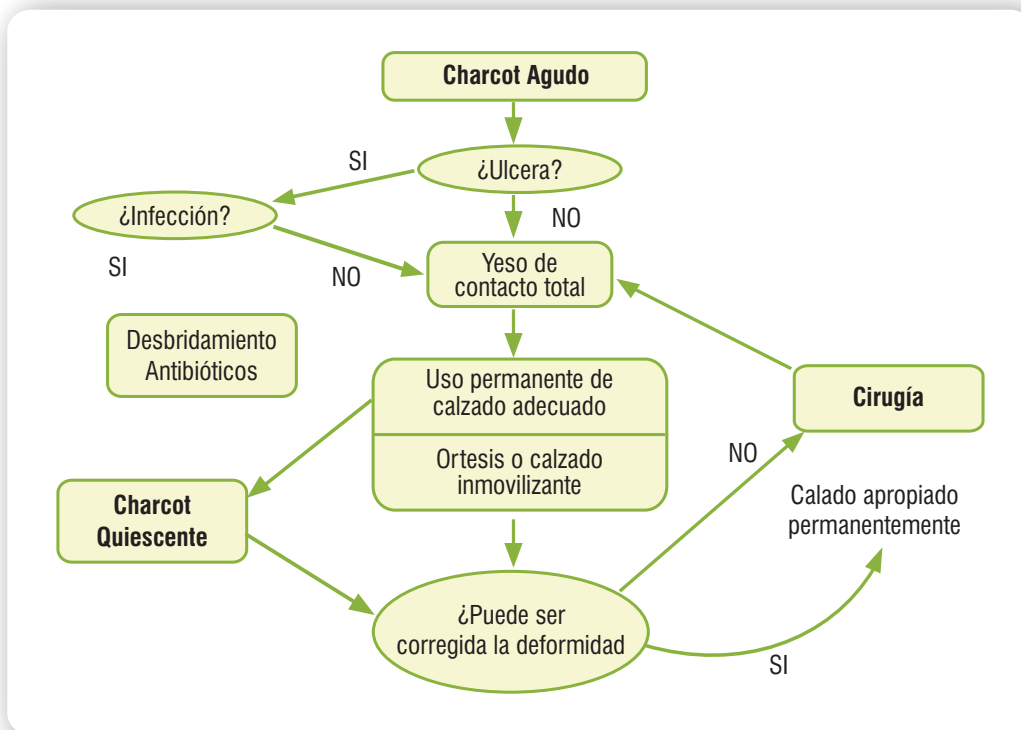 Charcot Agudo
SI
¿Ulcera?
¿Infección?
NO
SI
NO
Yeso de
contacto total
Desbridamiento
Antibióticos
Uso permanente de
calzado adecuado
Cirugía
Ortesis o calzado
inmovilizante
NO
Charcot
Quiescente
Calado apropiado
permanentemente
¿Puede ser
corregida la deformidad
SI